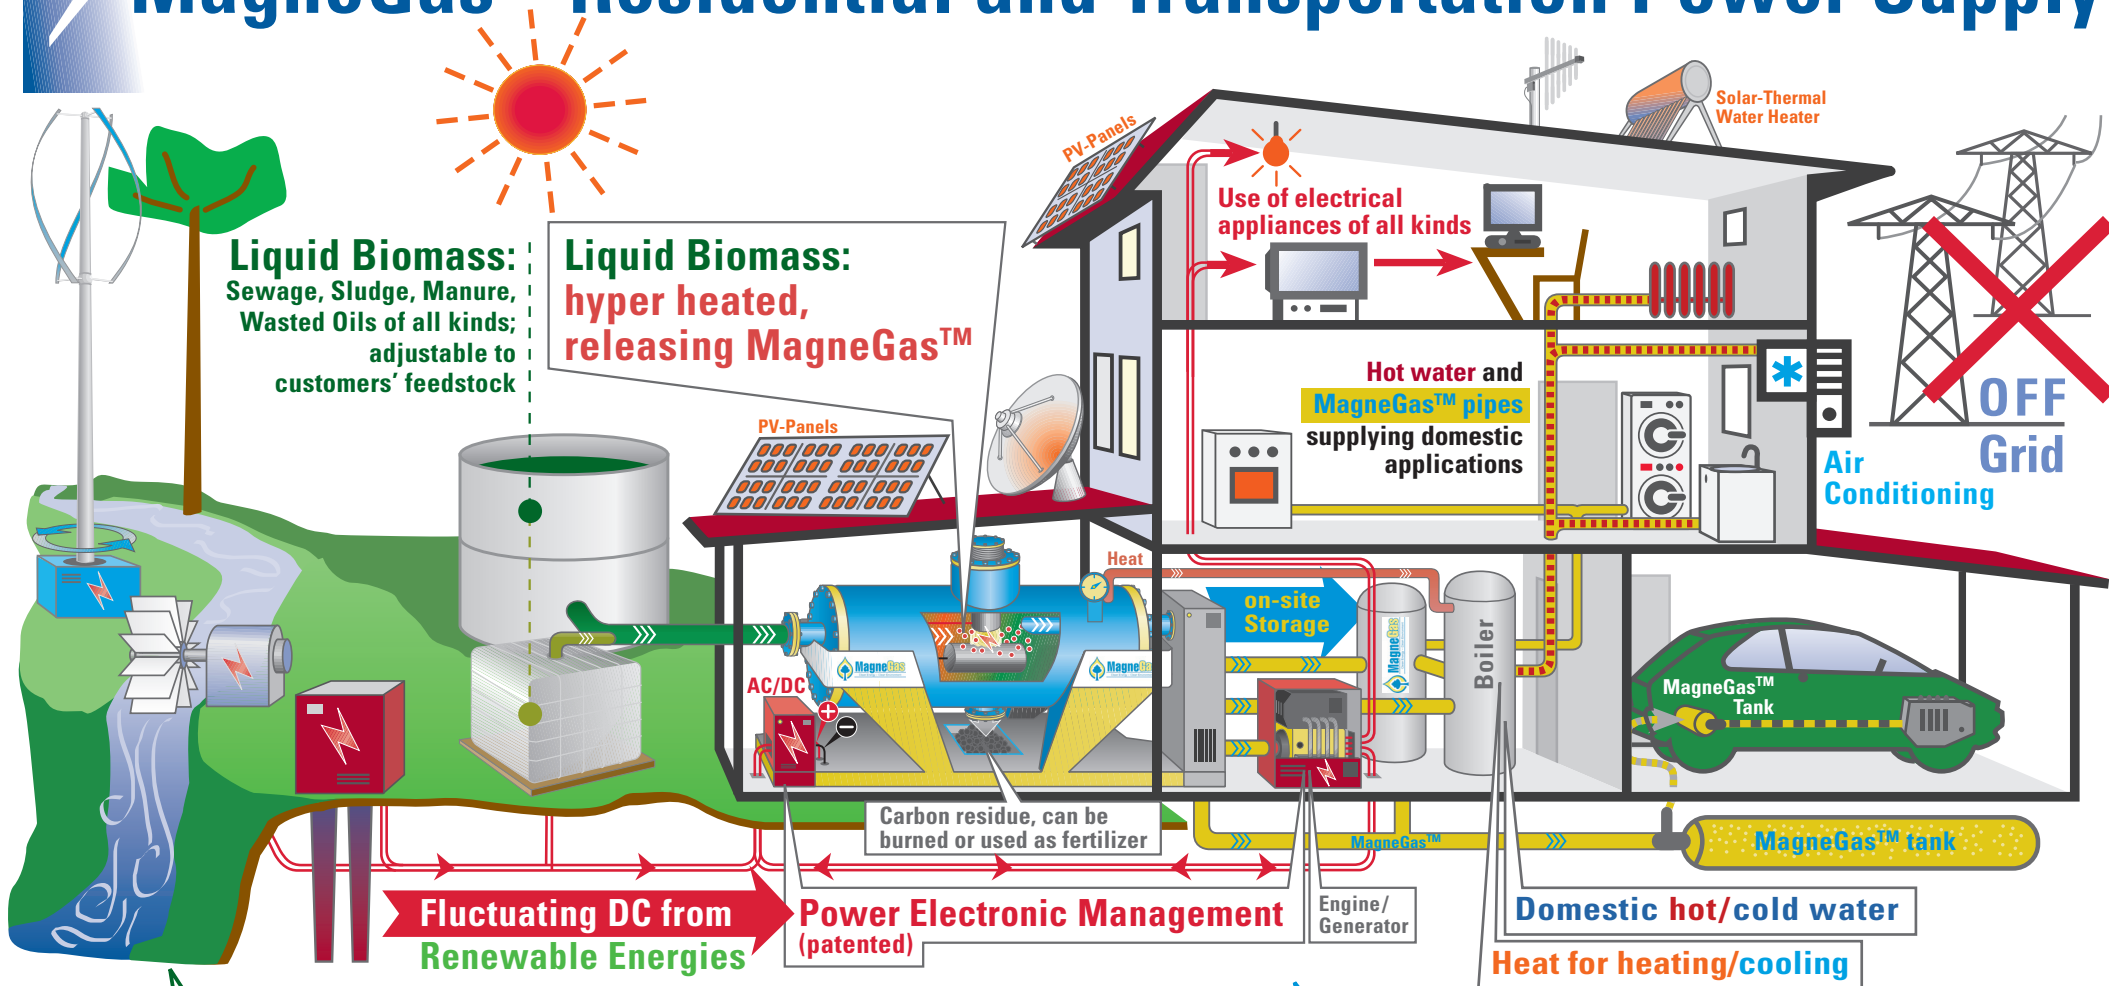 MagneGas™ Residential and Transportation Power Supply
Solar-Thermal
Water Heater
PV-Panels
Use of electrical
appliances of all kinds
Liquid Biomass:
Sewage, Sludge, Manure,
Wasted Oils of all kinds;
adjustable to
customers' feedstock
Liquid Biomass:
hyper heated,
releasing MagneGas™
Hot water and
MagneGas™ pipes
supplying domestic
applications
OFF
Grid
Air
Conditioning
PV-Panels
Heat
on-site
Storage
MagneGas
Boiler
MagneGas
MagneGas
AC/DC
+
−
MagneGas™
Tank
Carbon residue, can be
burned or used as fertilizer
MagneGas™
MagneGas™ tank
Fluctuating DC from
Renewable Energies
Power Electronic Management
(patented)
Engine/
Generator
Domestic hot/cold water
Heat for heating/cooling